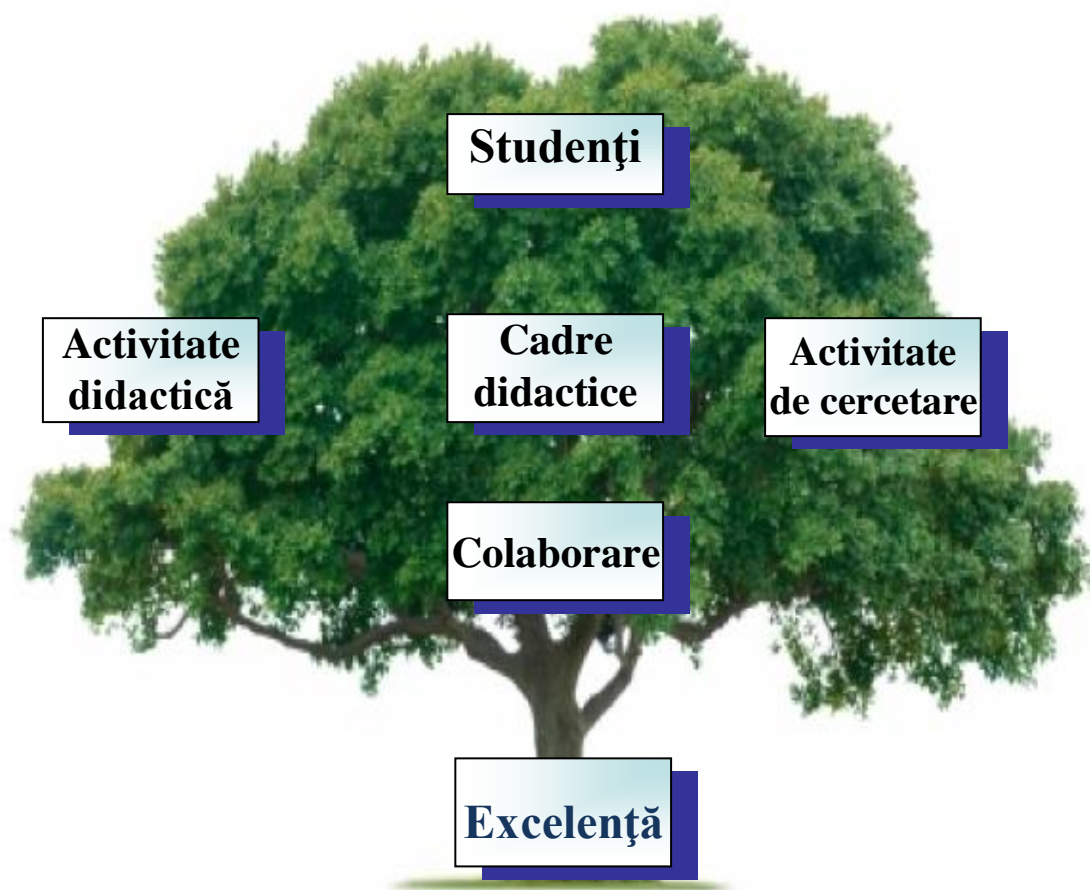 Studenţi
Activitate
didactică
Cadre
didactice
Activitate
de cercetare
Colaborare
Excelenţă